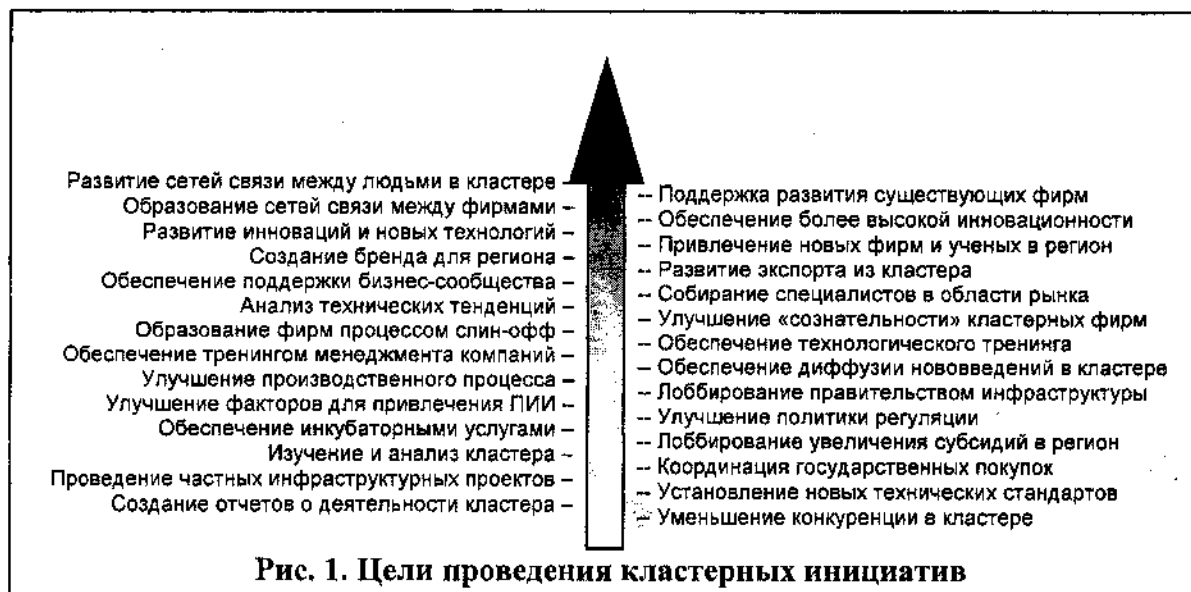 Развитие сетей связи между людьми в кластере –
Образование сетей связи между фирмами –
Развитие инноваций и новых технологий –
Создание бренда для региона –
Обеспечение поддержки бизнес-сообщества –
Анализ технических тенденций –
Образование фирм процессом спин-офф –
Обеспечение тренингом менеджмента компаний –
Улучшение производственного процесса –
Улучшение факторов для привлечения ПИИ –
Обеспечение инкубаторными услугами –
Изучение и анализ кластера –
Проведение частных инфраструктурных проектов –
Создание отчетов о деятельности кластера –
-- Поддержка развития существующих фирм
-- Обеспечение более высокой инновационности
-- Привлечение новых фирм и ученых в регион
-- Развитие экспорта из кластера
-- Собирание специалистов в области рынка
-- Улучшение «сознательности» кластерных фирм
-- Обеспечение технологического тренинга
-- Обеспечение диффузии нововведений в кластере
-- Лоббирование правительством инфраструктуры
-- Улучшение политики регуляции
-- Лоббирование увеличения субсидий в регион
-- Координация государственных покупок
-- Установление новых технических стандартов
-- Уменьшение конкуренции в кластере
Рис. 1. Цели проведения кластерных инициатив